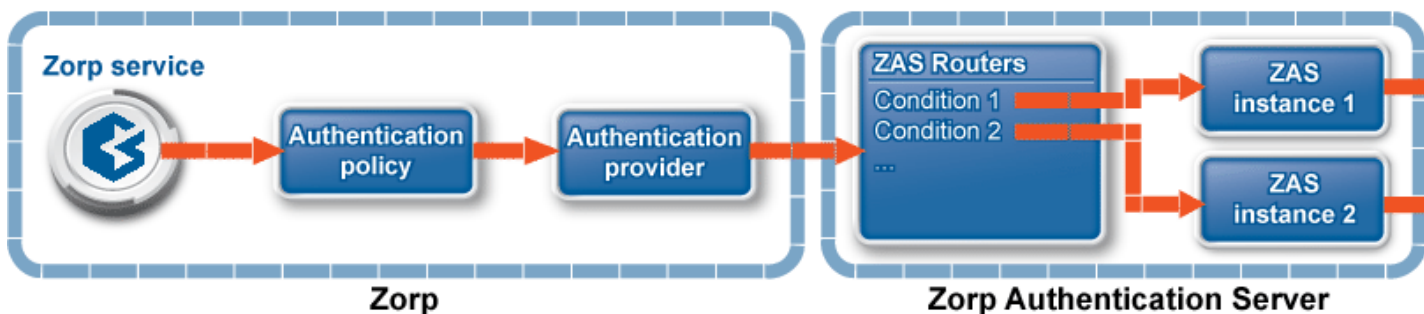 Zorp service
Authentication
policy
Authentication
provider
ZAS Routers
Condition 1
Condition 2
...
ZAS
instance 1
ZAS
instance 2
Zorp
Zorp Authentication Server